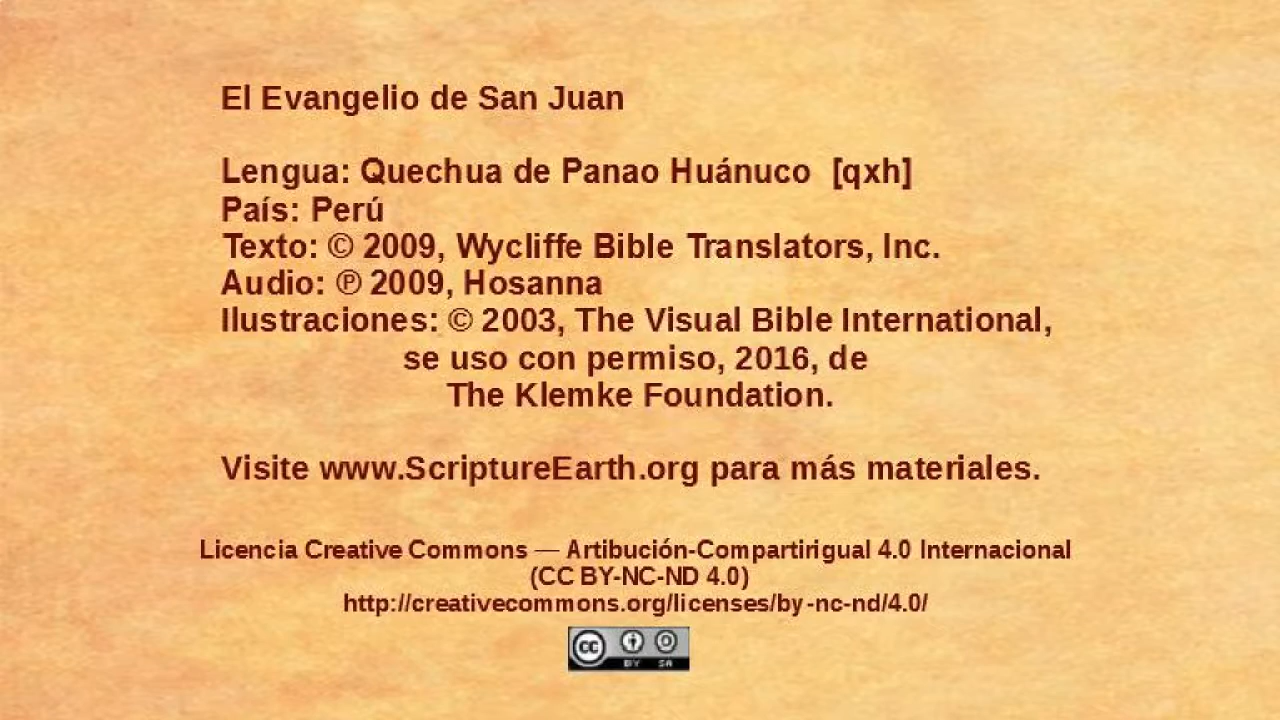 El Evangelio de San Juan
Lengua: Quechua de Panao Huánuco [qxh]
País: Perú
Texto: © 2009, Wycliffe Bible Translators, Inc.
Audio: ℗ 2009, Hosanna
Ilustraciones: © 2003, The Visual Bible International,
se uso con permiso, 2016, de
The Klemke Foundation.
Visite www.ScriptureEarth.org para más materiales.
Licencia Creative Commons — Artibución-Compartirigual 4.0 Internacional
(CC BY-NC-ND 4.0)
http://creativecommons.org/licenses/by-nc-nd/4.0/
cc BY SA